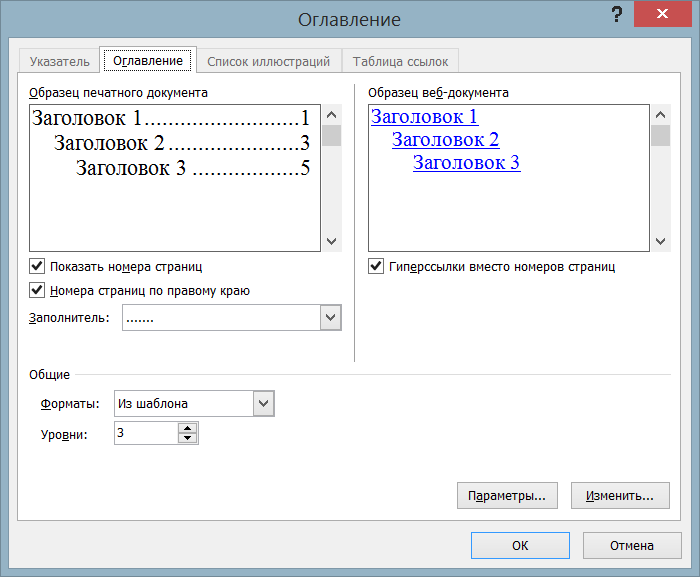 Оглавление
?
Указатель Оглавление Список иллюстраций Таблица ссылок
Образец печатного документа
Заголовок 1............................1
Заголовок 2.......................3
Заголовок 3 ...................5
Образец веб-документа
Заголовок 1
Заголовок 2
Заголовок 3
Показать номера страниц
Номера страниц по правому краю
Заполнитель: .......
Гиперссылки вместо номеров страниц
Общие
Форматы: Из шаблона
Уровни: 3
Параметры... Изменить...
ОК Отмена